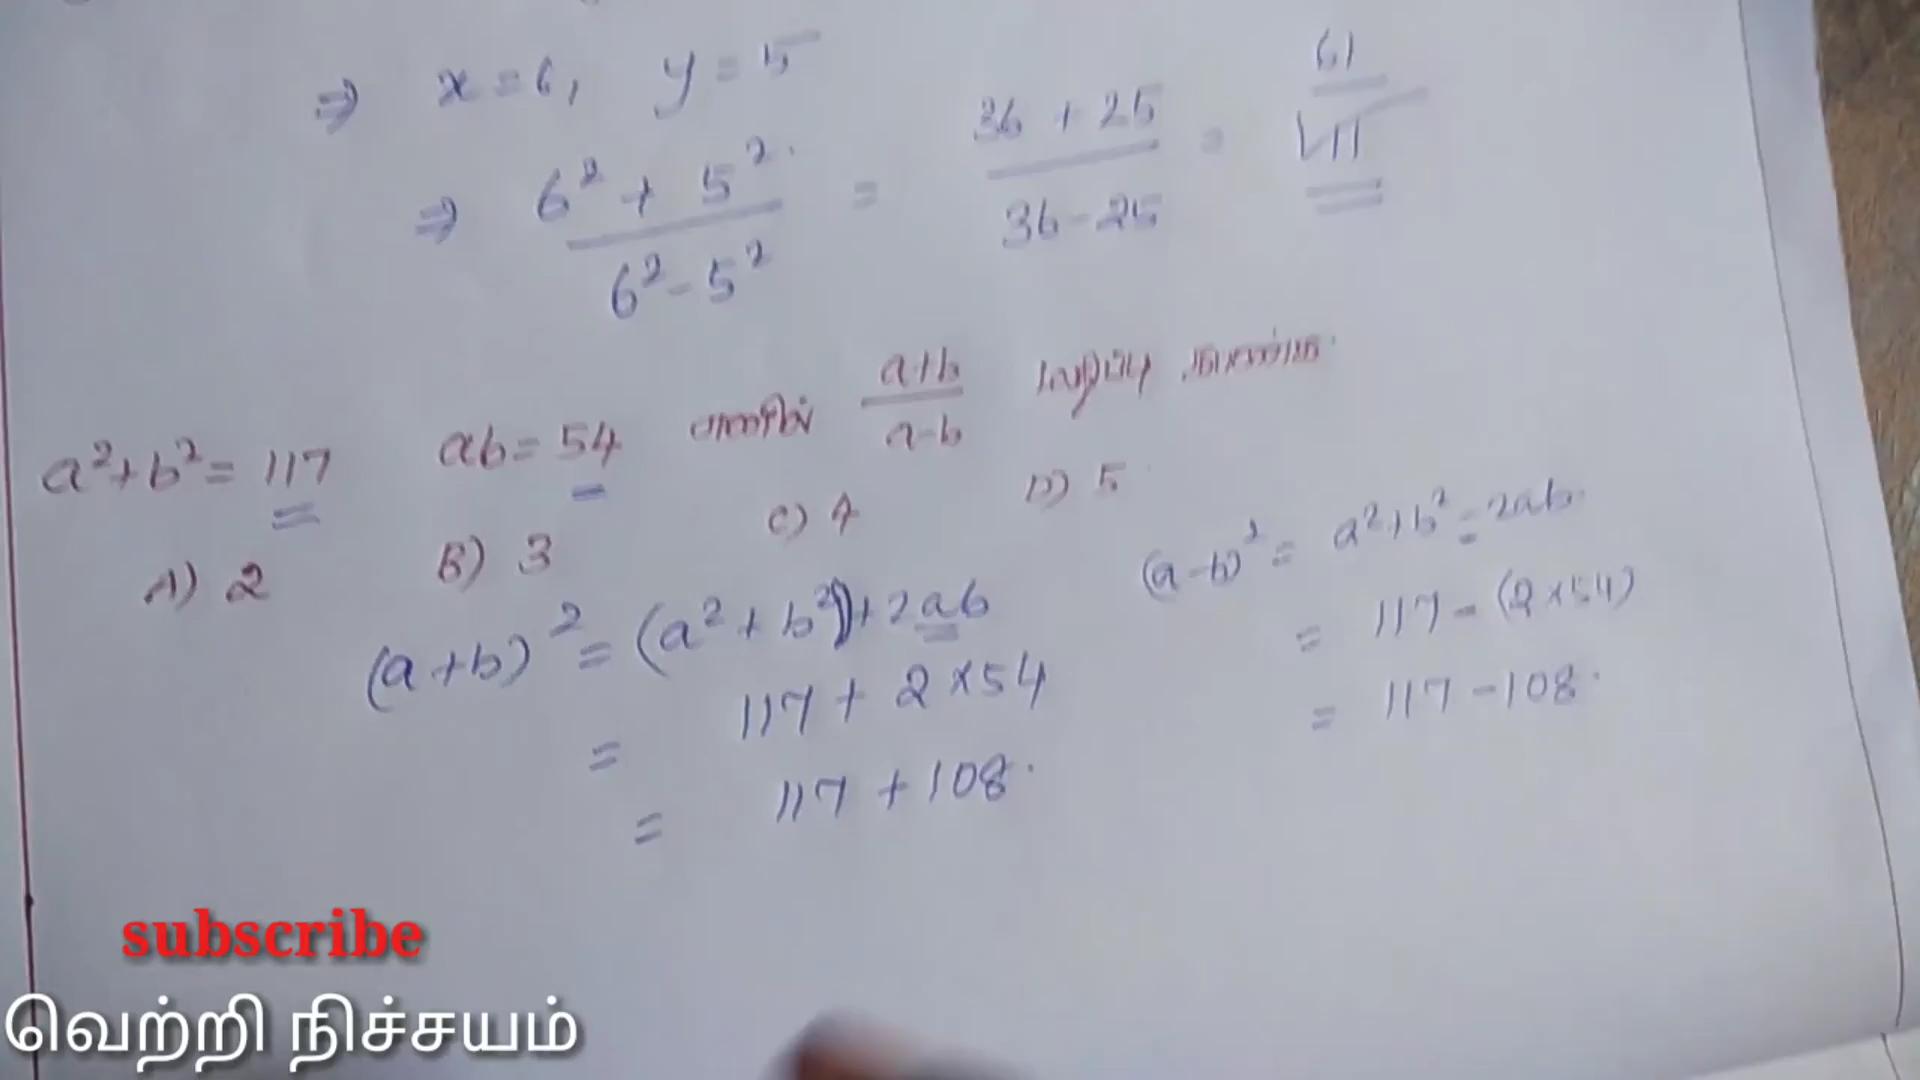 ⇒ x = 6, y = 5
⇒ 6² + 5² / 6² - 5² = 36 + 25 / 36 - 25 = 61 / 11
a² + b² = 117 ab = 54 எனில் a+b / a-b மதிப்பு காண்க.
A) 2 B) 3 C) 4 D) 5
(a+b)² = (a² + b²) + 2ab
= 117 + 2 × 54
= 117 + 108.
(a-b)² = a² + b² - 2ab.
= 117 - (2 × 54)
= 117 - 108.
subscribe
வெற்றி நிச்சயம்